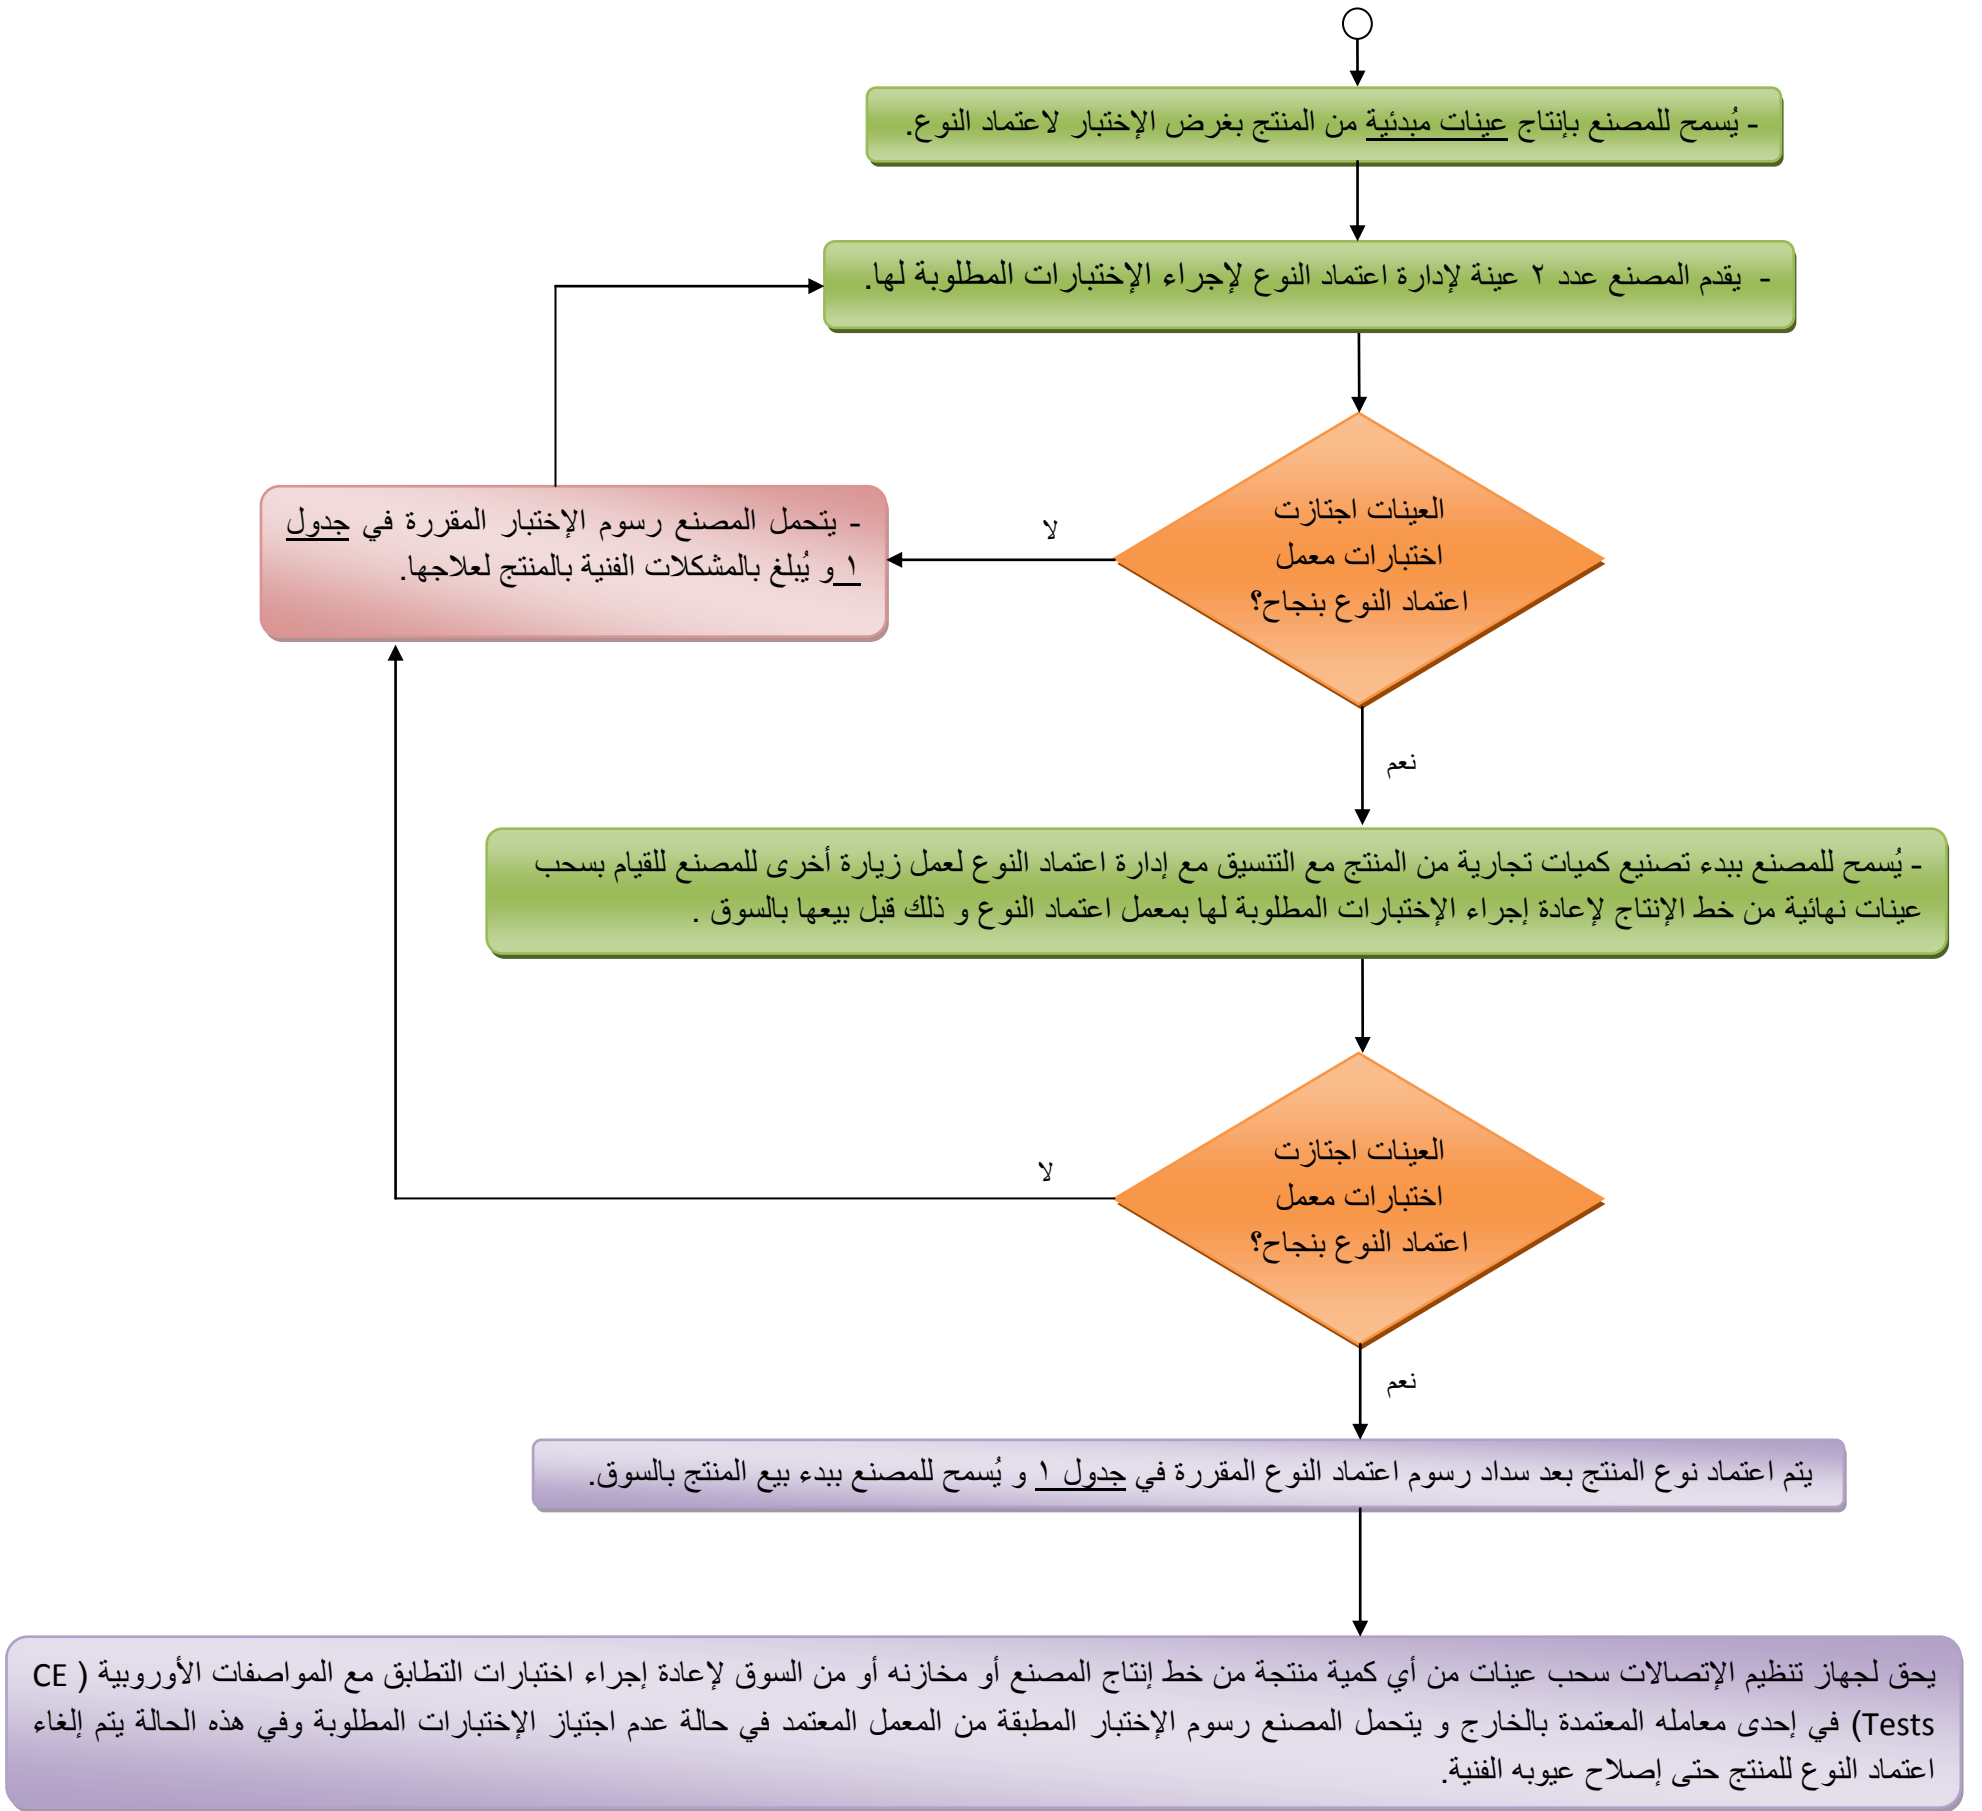 - يُسمح للمصنع بإنتاج عينات مبدئية من المنتج بغرض الإختبار لاعتماد النوع.
- يقدم المصنع عدد ٢ عينة لإدارة اعتماد النوع لإجراء الإختبارات المطلوبة لها.
العينات اجتازت
اختبارات معمل
اعتماد النوع بنجاح؟
لا
- يتحمل المصنع رسوم الإختبار المقررة في جدول
١ و يُبلغ بالمشكلات الفنية بالمنتج لعلاجها.
نعم
- يُسمح للمصنع ببدء تصنيع كميات تجارية من المنتج مع التنسيق مع إدارة اعتماد النوع لعمل زيارة أخرى للمصنع للقيام بسحب
عينات نهائية من خط الإنتاج لإعادة إجراء الإختبارات المطلوبة لها بمعمل اعتماد النوع و ذلك قبل بيعها بالسوق .
العينات اجتازت
اختبارات معمل
اعتماد النوع بنجاح؟
لا
نعم
يتم اعتماد نوع المنتج بعد سداد رسوم اعتماد النوع المقررة في جدول ١ و يُسمح للمصنع ببدء بيع المنتج بالسوق.
يحق لجهاز تنظيم الإتصالات سحب عينات من أي كمية منتجة من خط إنتاج المصنع أو مخازنه أو من السوق لإعادة إجراء اختبارات التطابق مع المواصفات الأوروبية ( CE
Tests) في إحدى معامله المعتمدة بالخارج و يتحمل المصنع رسوم الإختبار المطبقة من المعمل المعتمد في حالة عدم اجتياز الإختبارات المطلوبة وفي هذه الحالة يتم إلغاء
اعتماد النوع للمنتج حتى إصلاح عيوبه الفنية.